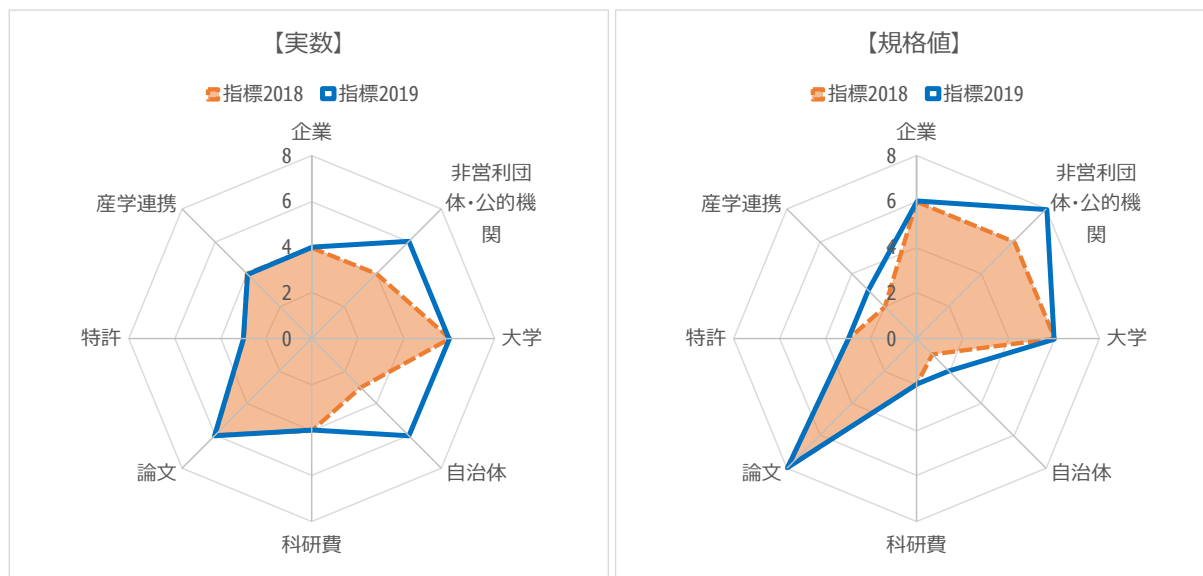 【実数】
指標2018 指標2019
企業
8
6
4
2
0
非営利団
体・公的機
関
大学
自治体
科研費
論文
特許
産学連携
【規格値】
指標2018 指標2019
企業
8
6
4
2
0
非営利団
体・公的機
関
大学
自治体
科研費
論文
特許
産学連携